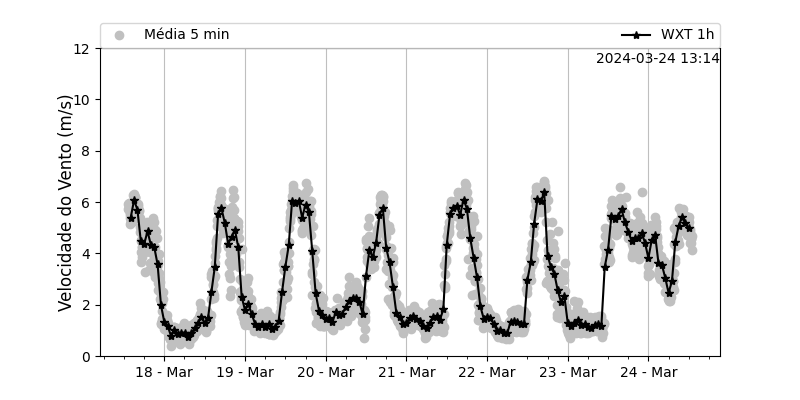 Média 5 min
WXT 1h
2024-03-24 13:14
Velocidade do Vento (m/s)
12
10
8
6
4
2
0
18 - Mar
19 - Mar
20 - Mar
21 - Mar
22 - Mar
23 - Mar
24 - Mar